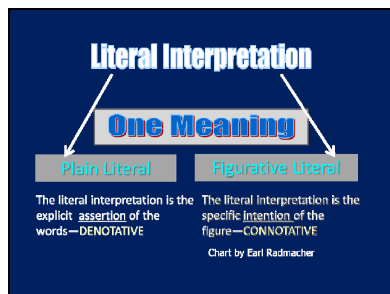 Literal Interpretation
One Meaning
Plain Literal
Figurative Literal
The literal interpretation is the
explicit assertion of the
words—DENOTATIVE
The literal interpretation is the
specific intention of the
figure—CONNOTATIVE
Chart by Earl Radmacher